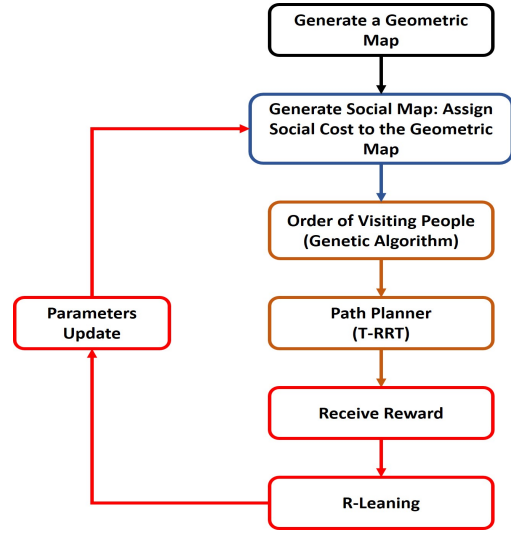 Generate a Geometric
Map
Generate Social Map: Assign
Social Cost to the Geometric
Map
Order of Visiting People
(Genetic Algorithm)
Parameters
Update
Path Planner
(T-RRT)
Receive Reward
R-Leaning